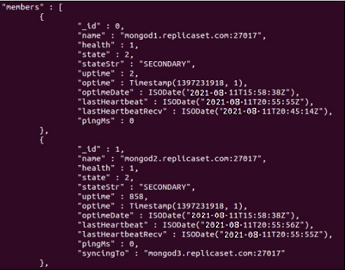 "members" : [
{
"_id" : 0,
"name" : "mongod1.replicaset.com:27017",
"health" : 1,
"state" : 2,
"stateStr" : "SECONDARY",
"uptime" : 2,
"optime" : Timestamp(1397231918, 1),
"optimeDate" : ISODate("2021-08-11T15:58:38Z"),
"lastHeartbeat" : ISODate("2021-08-11T20:55:55Z"),
"lastHeartbeatRecv" : ISODate("2021-08-11T20:45:14Z"),
"pingMs" : 0
},
{
"_id" : 1,
"name" : "mongod2.replicaset.com:27017",
"health" : 1,
"state" : 2,
"stateStr" : "SECONDARY",
"uptime" : 858,
"optime" : Timestamp(1397231918, 1),
"optimeDate" : ISODate("2021-08-11T15:58:38Z"),
"lastHeartbeat" : ISODate("2021-08-11T20:55:56Z"),
"lastHeartbeatRecv" : ISODate("2021-08-11T20:55:55Z"),
"pingMs" : 0,
"syncingTo" : "mongod3.replicaset.com:27017"
},